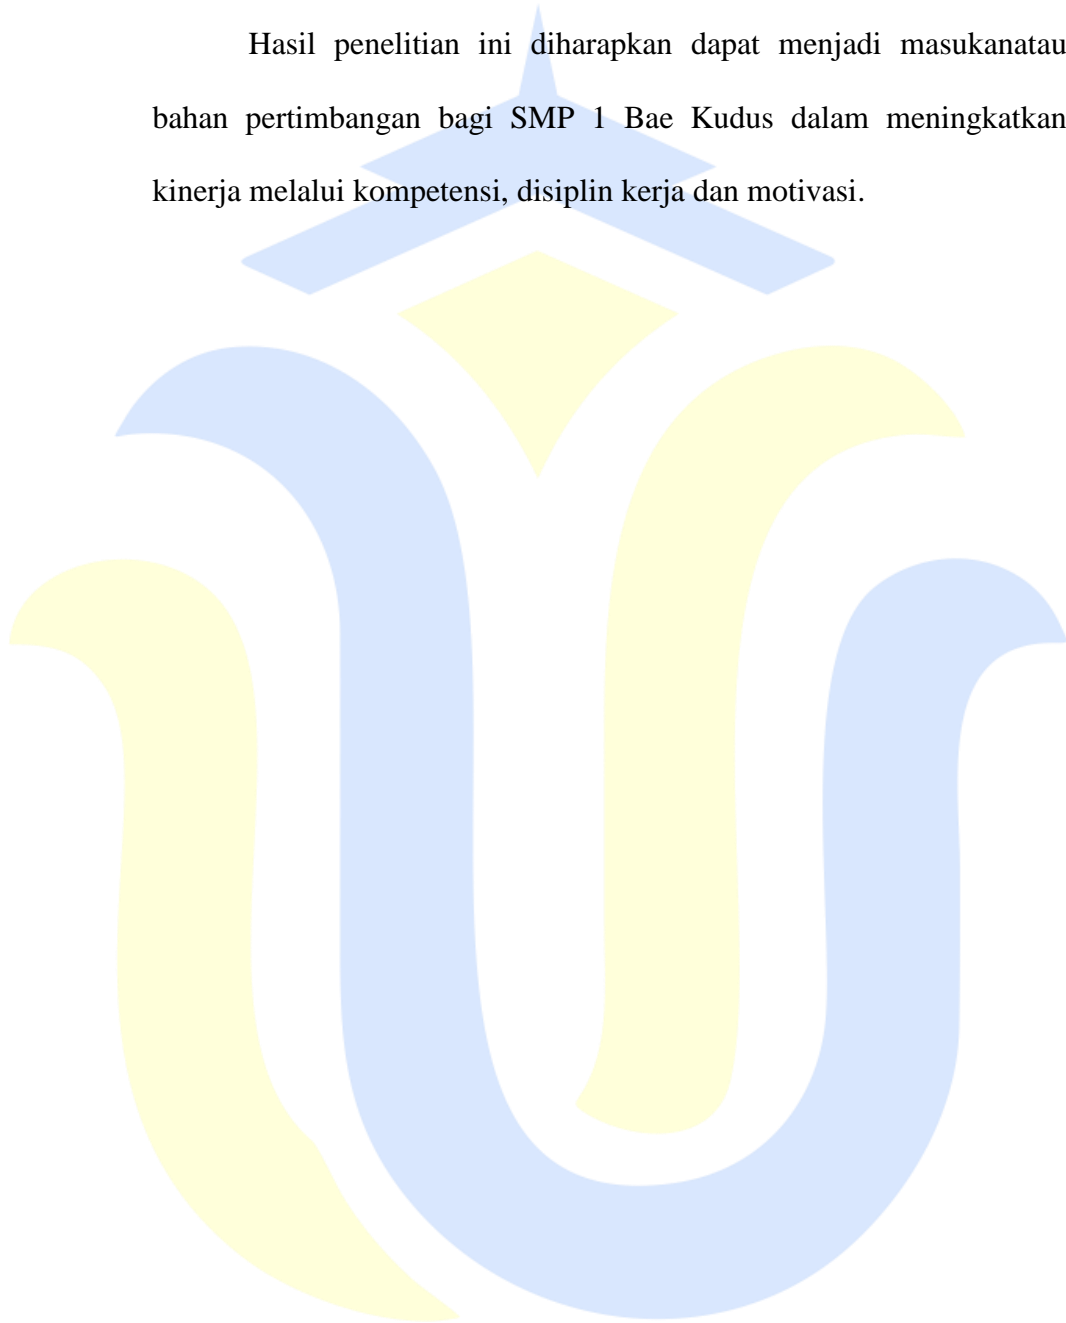 Hasil penelitian ini diharapkan dapat menjadi masukanatau
bahan pertimbangan bagi SMP 1 Bae Kudus dalam meningkatkan
kinerja melalui kompetensi, disiplin kerja dan motivasi.